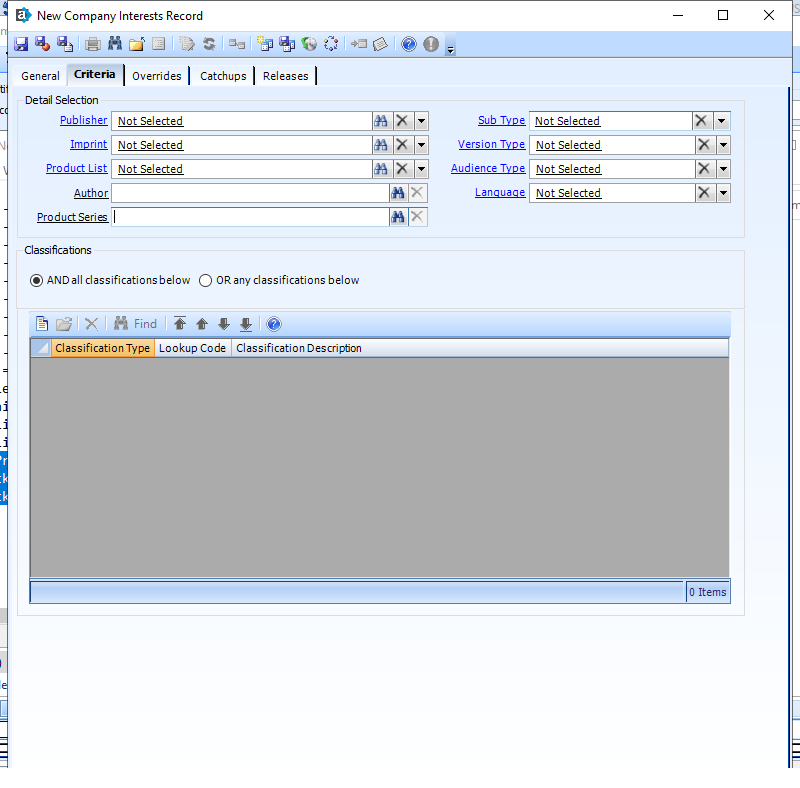 New Company Interests Record
General Criteria Overrides Catchups Releases
Detail Selection
Publisher Not Selected Sub Type Not Selected
Imprint Not Selected Version Type Not Selected
Product List Not Selected Audience Type Not Selected
Author Language Not Selected
Product Series
Classifications
AND all classifications below OR any classifications below
Find
Classification Type Lookup Code Classification Description
0 Items